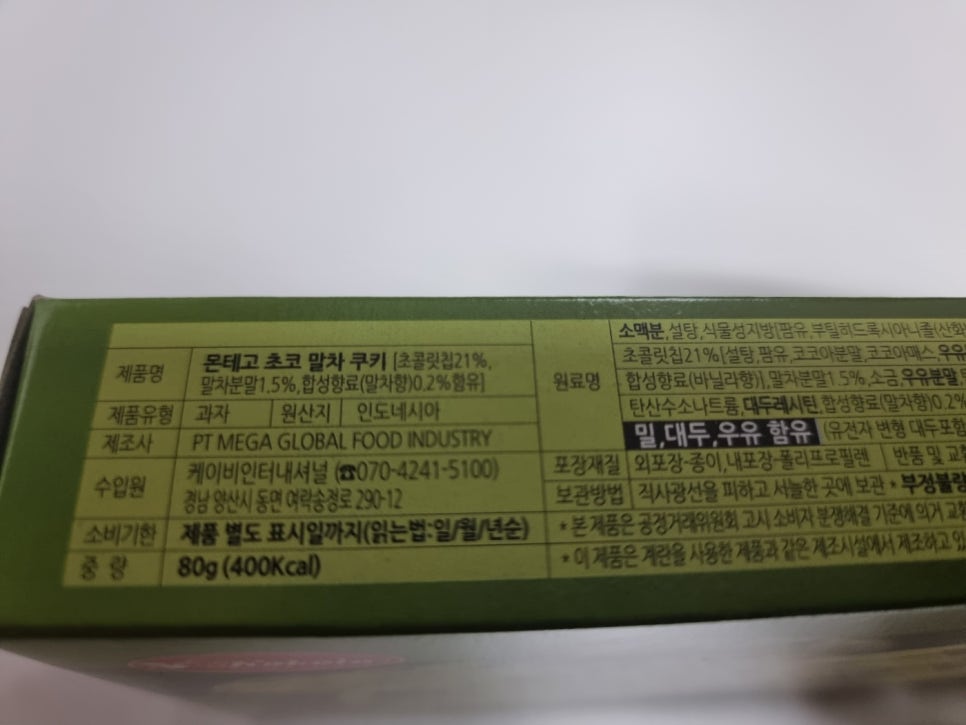 제품명
몬테고 초코 말차 쿠키 [초콜릿칩21%,
말차분말1.5%,합성향료(말차향)0.2%함유]
제품유형 과자 원산지 인도네시아
제조사 PT MEGA GLOBAL FOOD INDUSTRY
수입원
케이비인터내셔널 (☎070-4241-5100)
경남 양산시 동면 여락송정로 290-12
소비기한 제품 별도 표시일까지(읽는법:일/월/년순)
중 량 80g (400Kcal)
원료명
소맥분,설탕,식물성지방[팜유,부틸히드록시아니졸(산화
초콜릿칩21%[설탕,팜유,코코아분말,코코아매스,우유
합성향료(바닐라향)],말차분말1.5%,소금,우유분말,
탄산수소나트륨,대두레시틴,합성향료(말차향)0.2%
밀,대두,우유 함유 (유전자 변형 대두포함
포장재질 외포장-종이,내포장-폴리프로필렌 반품 및 교환
보관방법 직사광선을 피하고 서늘한 곳에 보관 * 부정불량
* 본 제품은 공정거래위원회 고시 소비자 분쟁해결 기준에 의거 교환
* 이 제품은 계란을 사용한 제품과 같은 제조시설에서 제조하고 있